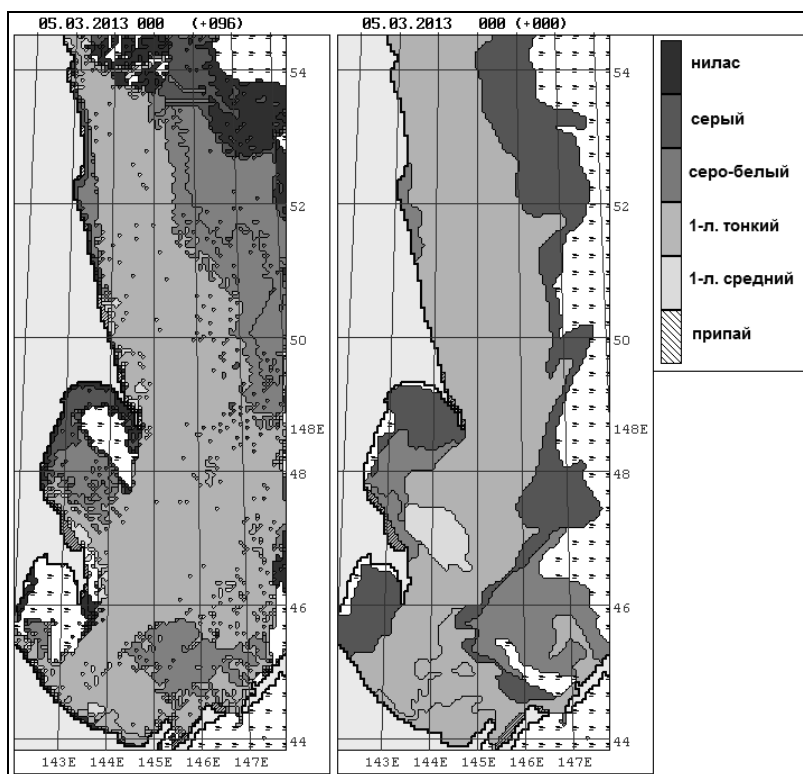 05.03.2013 000 (+096)
05.03.2013 000 (+000)
54
52
50
148E
48
46
44
143E 144E 145E 146E 147E
54
52
50
148E
48
46
44
143E 144E 145E 146E 147E
нилас
серый
серо-белый
1-л. тонкий
1-л. средний
припай